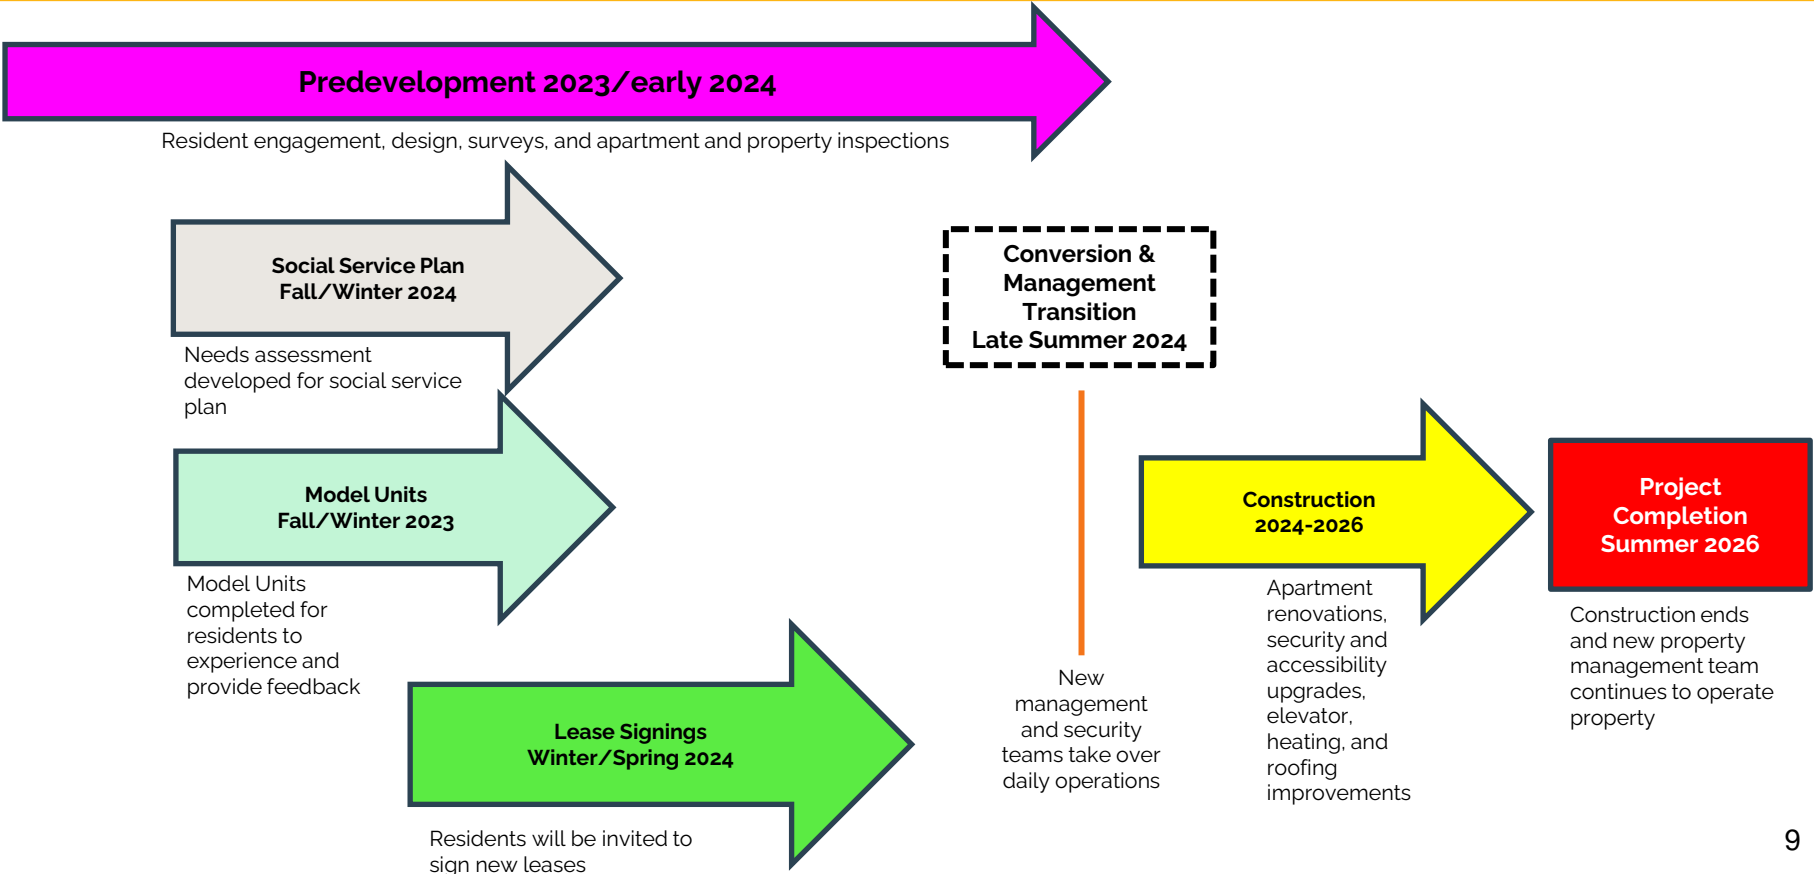 Predevelopment 2023/early 2024
Resident engagement, design, surveys, and apartment and property inspections
Social Service Plan
Fall/Winter 2024
Needs assessment
developed for social service
plan
Conversion &
Management
Transition
Late Summer 2024
New
management
and security
teams take over
daily operations
Model Units
Fall/Winter 2023
Model Units
completed for
residents to
experience and
provide feedback
Lease Signings
Winter/Spring 2024
Residents will be invited to
sign new leases
Construction
2024-2026
Apartment
renovations,
security and
accessibility
upgrades,
elevator,
heating, and
roofing
improvements
Project
Completion
Summer 2026
Construction ends
and new property
management team
continues to operate
property
9